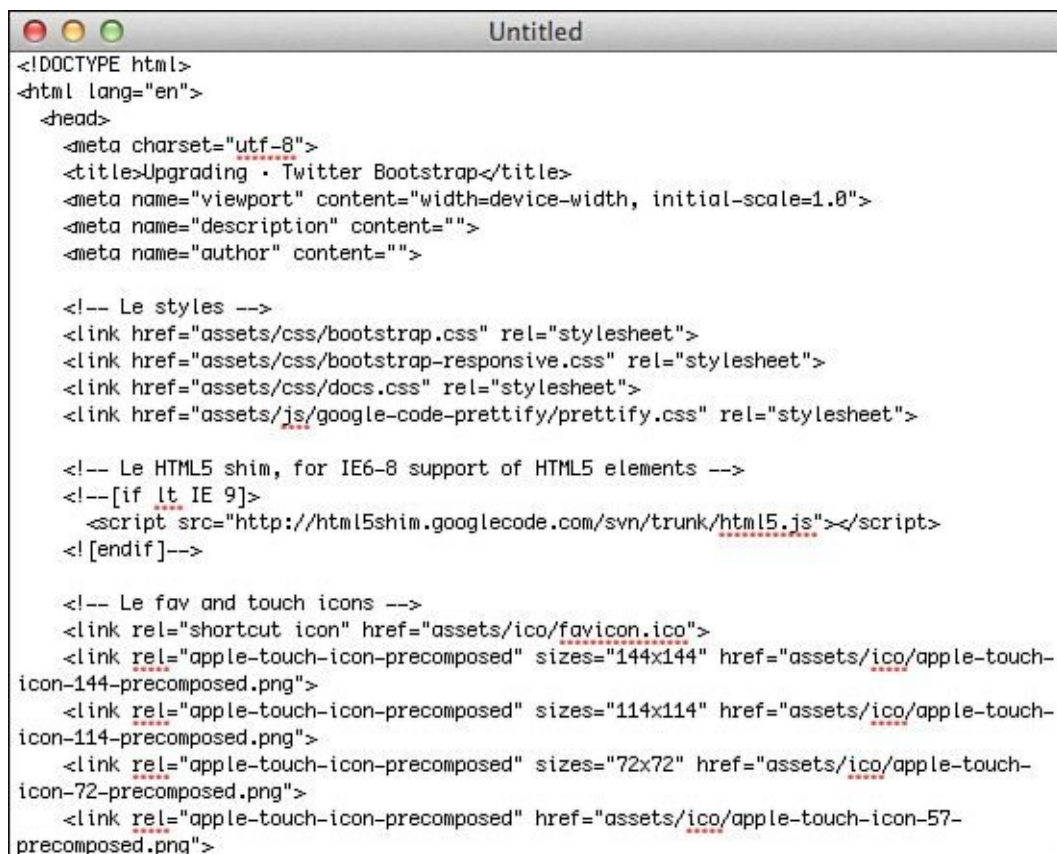 Untitled
<!DOCTYPE html>
<html lang="en">
  <head>
    <meta charset="utf-8">
    <title>Upgrading · Twitter Bootstrap</title>
    <meta name="viewport" content="width=device-width, initial-scale=1.0">
    <meta name="description" content="">
    <meta name="author" content="">

    <!-- Le styles -->
    <link href="assets/css/bootstrap.css" rel="stylesheet">
    <link href="assets/css/bootstrap-responsive.css" rel="stylesheet">
    <link href="assets/css/docs.css" rel="stylesheet">
    <link href="assets/js/google-code-prettify/prettify.css" rel="stylesheet">

    <!-- Le HTML5 shim, for IE6-8 support of HTML5 elements -->
    <!--[if lt IE 9]>
      <script src="http://html5shim.googlecode.com/svn/trunk/html5.js"></script>
    <![endif]-->

    <!-- Le fav and touch icons -->
    <link rel="shortcut icon" href="assets/ico/favicon.ico">
    <link rel="apple-touch-icon-precomposed" sizes="144x144" href="assets/ico/apple-touch-
icon-144-precomposed.png">
    <link rel="apple-touch-icon-precomposed" sizes="114x114" href="assets/ico/apple-touch-
icon-114-precomposed.png">
    <link rel="apple-touch-icon-precomposed" sizes="72x72" href="assets/ico/apple-touch-
icon-72-precomposed.png">
    <link rel="apple-touch-icon-precomposed" href="assets/ico/apple-touch-icon-57-
precomposed.png">